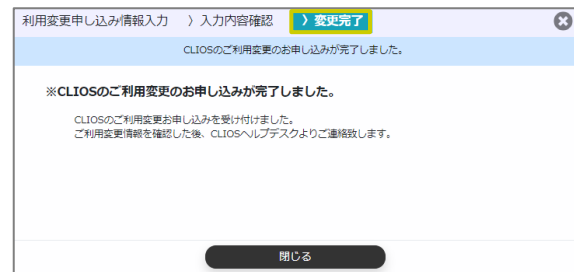 利用変更申し込み情報入力 〉入力内容確認 〉変更完了
CLIOSのご利用変更のお申し込みが完了しました。
※CLIOSのご利用変更のお申し込みが完了しました。
CLIOSのご利用変更お申し込みを受け付けました。
ご利用変更情報を確認した後、CLIOSヘルプデスクよりご連絡致します。
閉じる